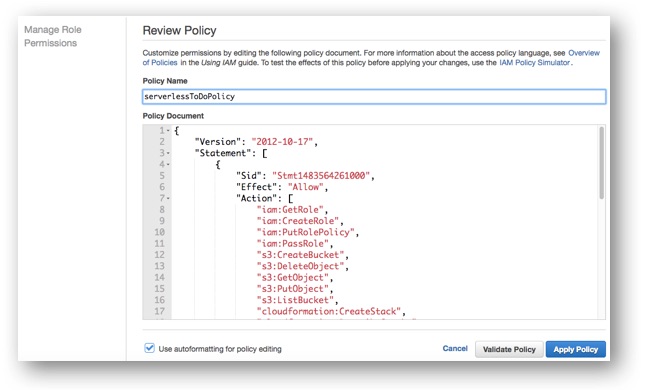 Manage Role
Permissions
Review Policy
Customize permissions by editing the following policy document. For more information about the access policy language, see Overview
of Policies in the Using IAM guide. To test the effects of this policy before applying your changes, use the IAM Policy Simulator.
Policy Name
serverlessToDoPolicy
Policy Document
1 {
2 "Version": "2012-10-17",
3 "Statement": [
4 {
5 "Sid": "Stmt1483564261000",
6 "Effect": "Allow",
7 "Action": [
8 "iam:GetRole",
9 "iam:CreateRole",
10 "iam:PutRolePolicy",
11 "iam:PassRole",
12 "s3:CreateBucket",
13 "s3:DeleteObject",
14 "s3:GetObject",
15 "s3:PutObject",
16 "s3:ListBucket",
17 "cloudformation:CreateStack",
Use autoformatting for policy editing
Cancel
Validate Policy
Apply Policy